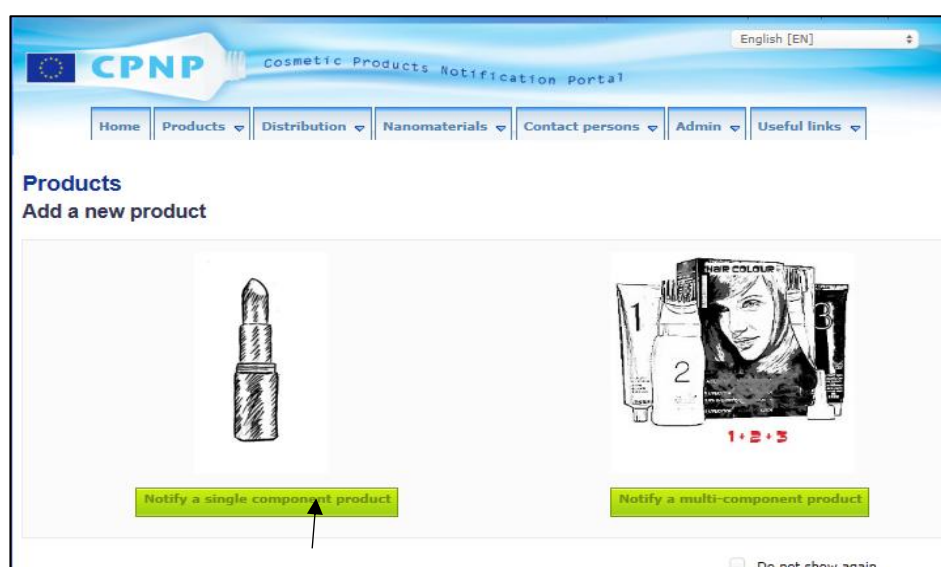 English [EN]
CPNP
Cosmetic Products Notification Portal
Home Products Distribution Nanomaterials Contact persons Admin Useful links
Products
Add a new product
HAIR COLOUR
1
2
3
1+2+3
Notify a single component product
Notify a multi-component product
Do not show again